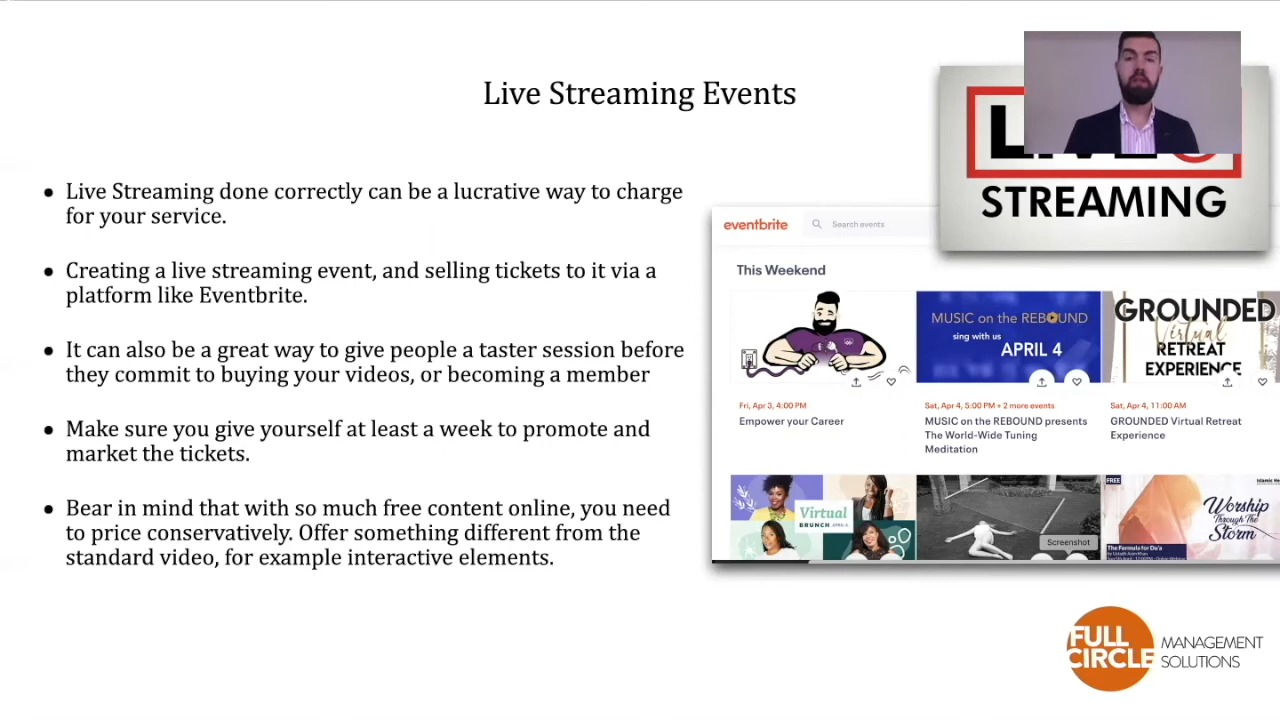 Live Streaming Events
Live Streaming done correctly can be a lucrative way to charge
for your service.
Creating a live streaming event, and selling tickets to it via a
platform like Eventbrite.
It can also be a great way to give people a taster session before
they commit to buying your videos, or becoming a member
Make sure you give yourself at least a week to promote and
market the tickets.
Bear in mind that with so much free content online, you need
to price conservatively. Offer something different from the
standard video, for example interactive elements.
LIVE
STREAMING
eventbrite
Search events
This Weekend
MUSIC on the REBOUND
sing with us
APRIL 4
GROUNDED
Virtual
RETREAT
EXPERIENCE
Fri, Apr 3, 4:00 PM
Empower your Career
Sat, Apr 4, 5:00 PM + 2 more events
MUSIC on the REBOUND presents
The World-Wide Tuning
Meditation
Sat, Apr 4, 11:00 AM
GROUNDED Virtual Retreat
Experience
Virtual
BRUNCH APRIL 4
Screenshot
FREE
Islamic
Worship
Through The
Storm
The Formula for Du'a
FULL
CIRCLE
MANAGEMENT
SOLUTIONS